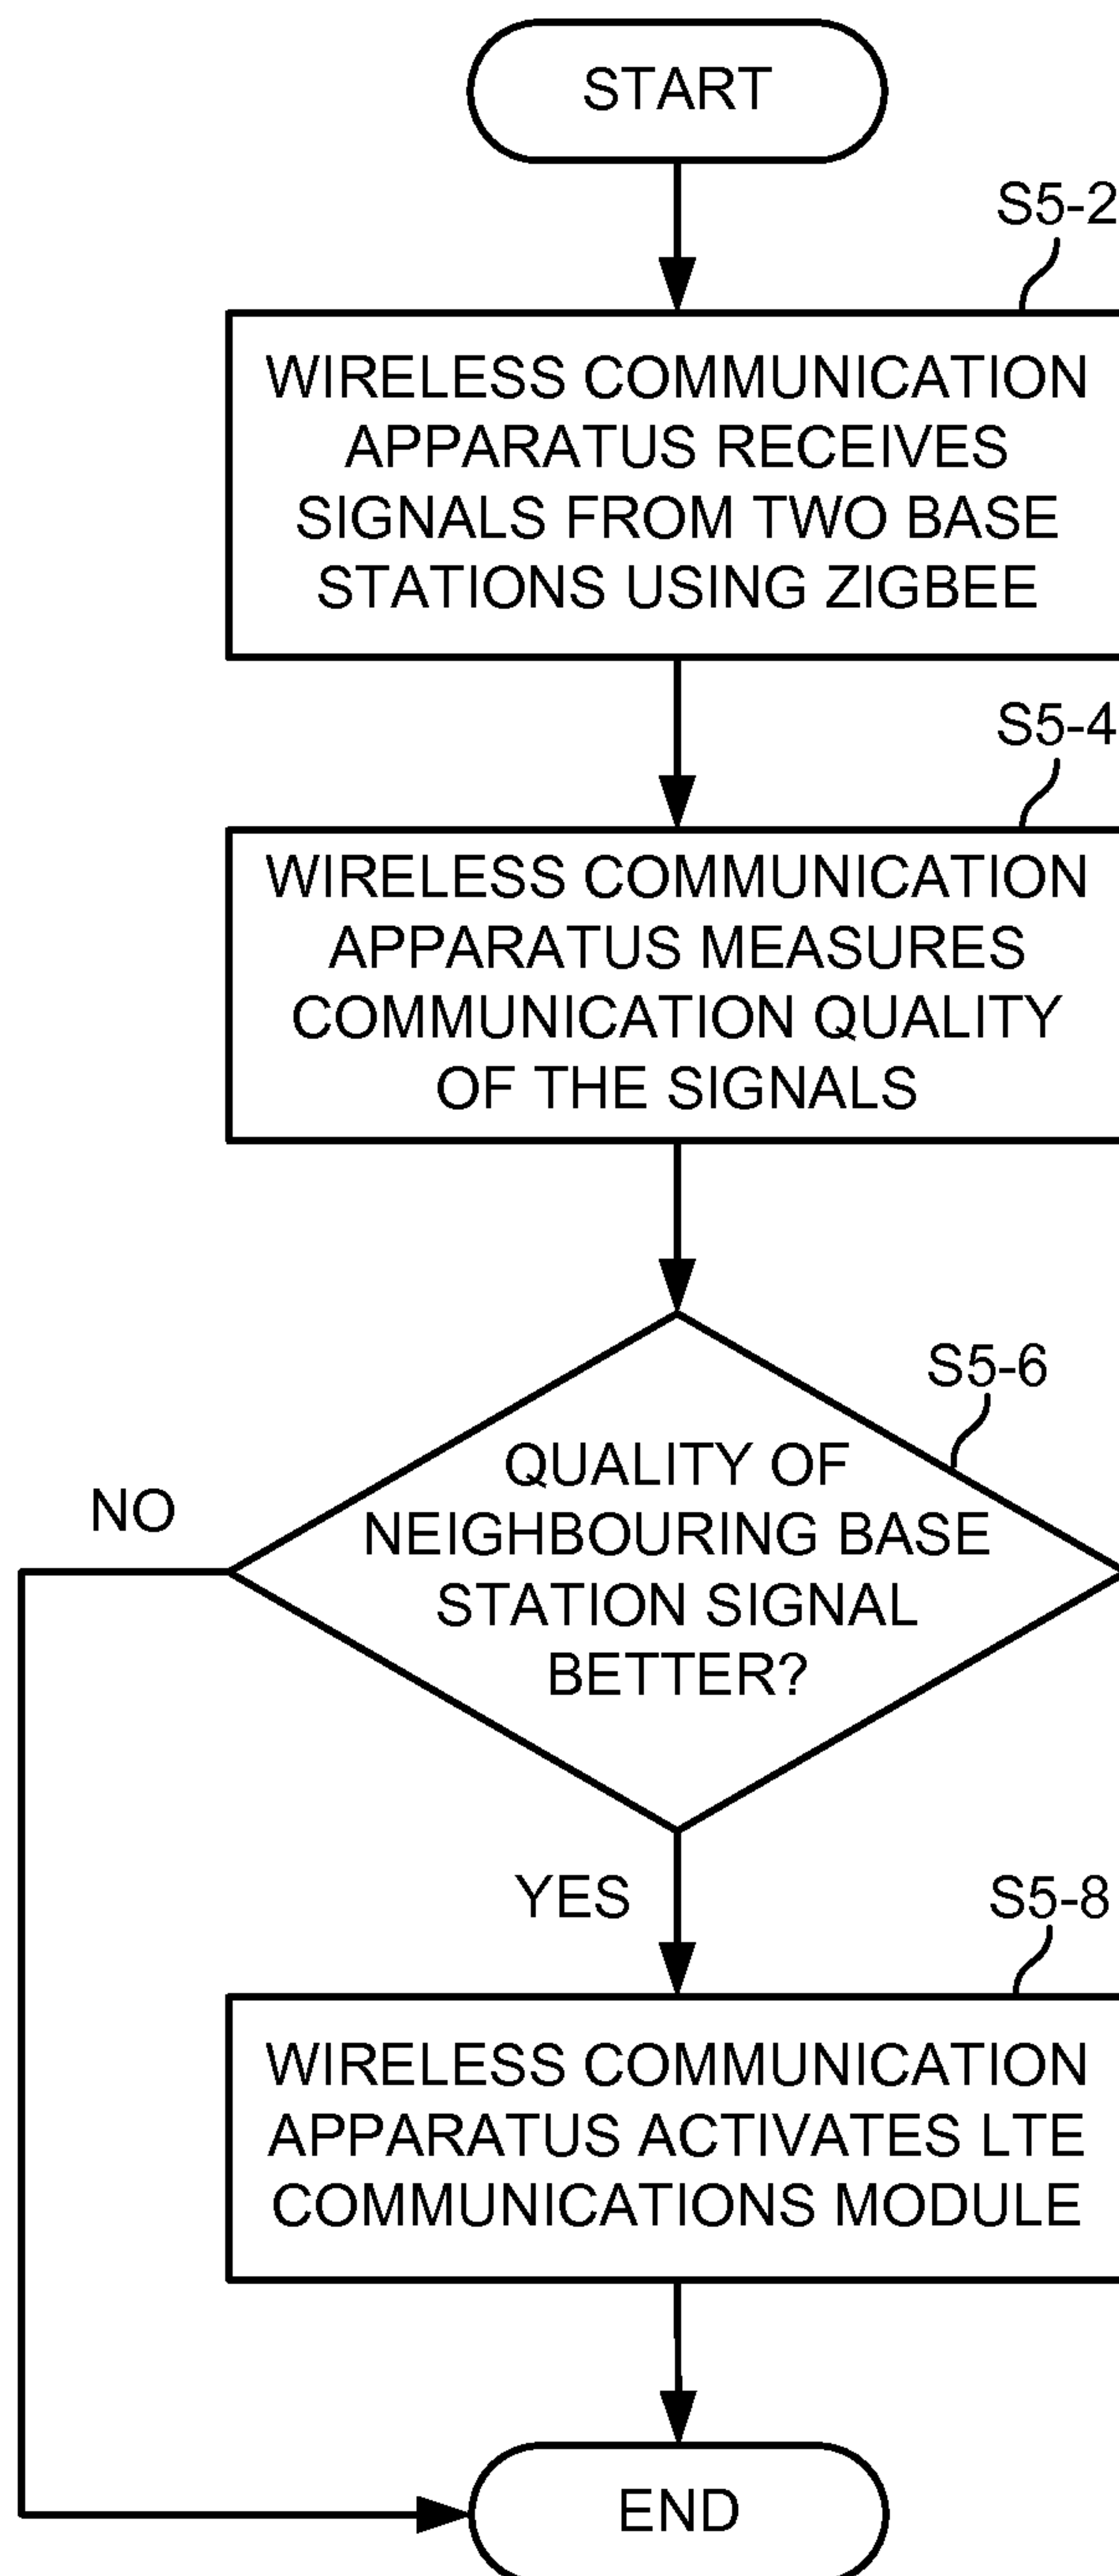 START
S5-2
WIRELESS COMMUNICATION
APPARATUS RECEIVES
SIGNALS FROM TWO BASE
STATIONS USING ZIGBEE
S5-4
WIRELESS COMMUNICATION
APPARATUS MEASURES
COMMUNICATION QUALITY
OF THE SIGNALS
S5-6
QUALITY OF
NEIGHBOURING BASE
STATION SIGNAL
BETTER?
NO
YES
S5-8
WIRELESS COMMUNICATION
APPARATUS ACTIVATES LTE
COMMUNICATIONS MODULE
END